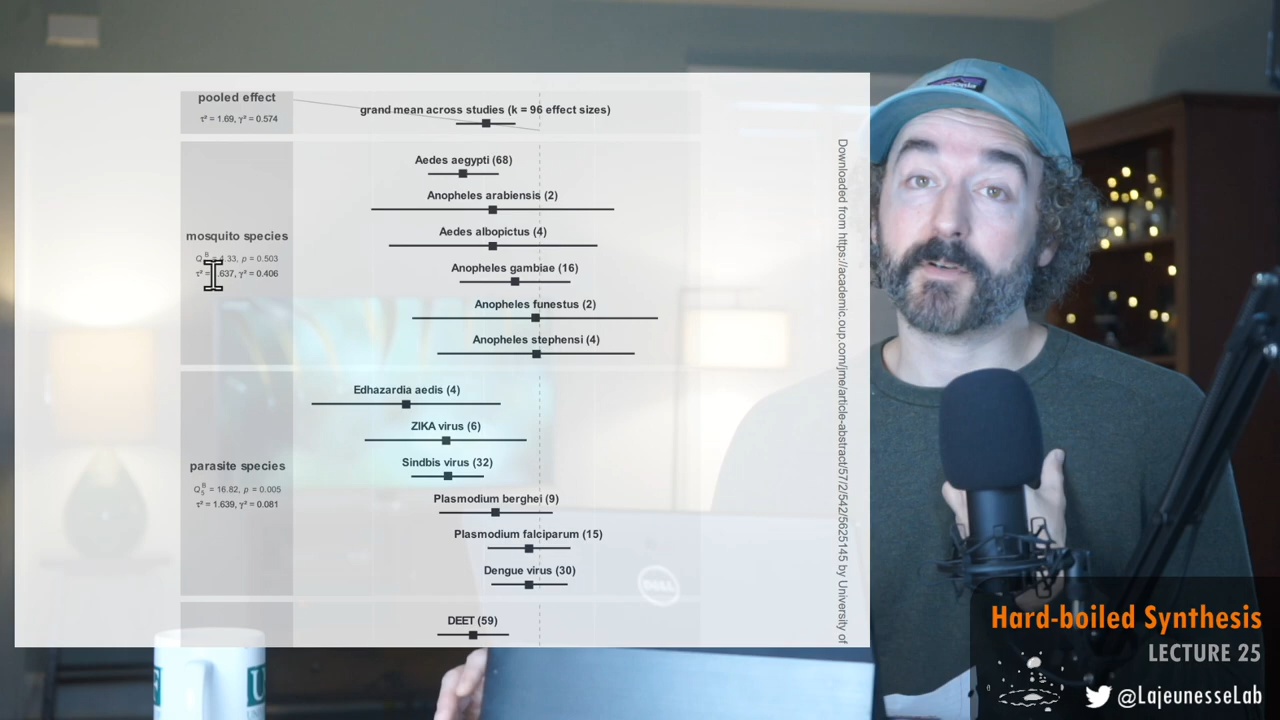 pooled effect
τ² = 1.69, γ² = 0.574
grand mean across studies (k = 96 effect sizes)
Aedes aegypti (68)
Anopheles arabiensis (2)
Aedes albopictus (4)
mosquito species
.33, p = 0.503
637, γ² = 0.406
Anopheles gambiae (16)
Anopheles funestus (2)
Anopheles stephensi (4)
Edhazardia aedis (4)
ZIKA virus (6)
Sindbis virus (32)
parasite species
Q₅ᴮ = 16.82, p = 0.005
τ² = 1.639, γ² = 0.081
Plasmodium berghei (9)
Plasmodium falciparum (15)
Dengue virus (30)
DEET (59)
Downloaded from https://academic.oup.com/jme/article-abstract/57/2/542/5625145 by University of
DELL
U
Hard-boiled Synthesis
LECTURE 25
@LajeunesseLab